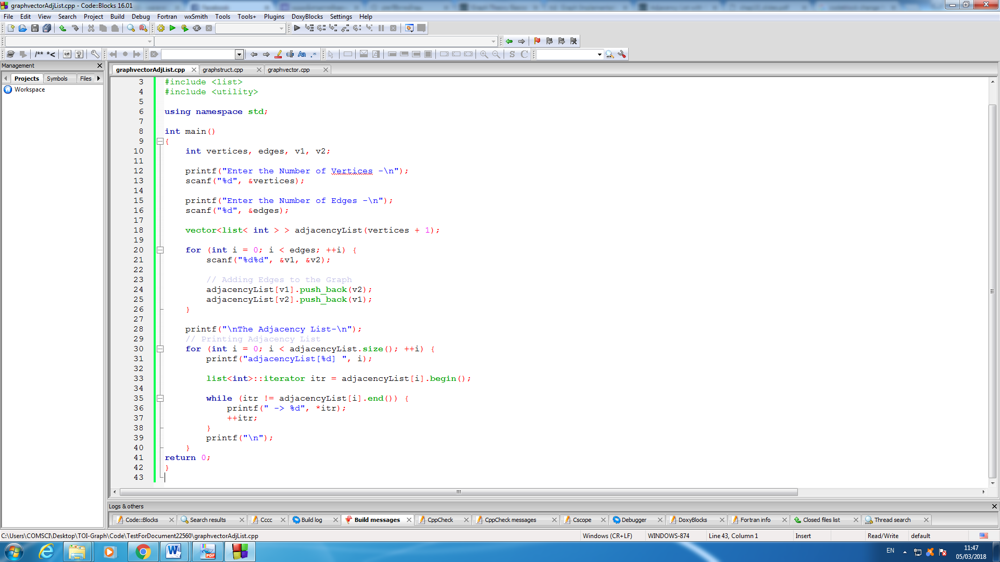 graphvectorAdjList.cpp - Code::Blocks 16.01
File Edit View Search Project Build Debug Fortran wxSmith Tools Tools+ Plugins DoxyBlocks Settings Help
/** *<
Aa .*
S C
Management
Projects Symbols Files
Workspace
graphvectorAdjList.cpp graphstruct.cpp graphvector.cpp
3 #include <list>
4 #include <utility>
5
6 using namespace std;
7
8 int main()
9 {
10 int vertices, edges, v1, v2;
11
12 printf("Enter the Number of Vertices -\n");
13 scanf("%d", &vertices);
14
15 printf("Enter the Number of Edges -\n");
16 scanf("%d", &edges);
17
18 vector<list< int > > adjacencyList(vertices + 1);
19
20 for (int i = 0; i < edges; ++i) {
21 scanf("%d%d", &v1, &v2);
22
23 // Adding Edges to the Graph
24 adjacencyList[v1].push_back(v2);
25 adjacencyList[v2].push_back(v1);
26 }
27
28 printf("\nThe Adjacency List-\n");
29 // Printing Adjacency List
30 for (int i = 0; i < adjacencyList.size(); ++i) {
31 printf("adjacencyList[%d] ", i);
32
33 list<int>::iterator itr = adjacencyList[i].begin();
34
35 while (itr != adjacencyList[i].end()) {
36 printf(" -> %d", *itr);
37 ++itr;
38 }
39 printf("\n");
40 }
41 return 0;
42 }
43
Logs & others
Code::Blocks Search results Cccc Build log Build messages CppCheck CppCheck messages Cscope Debugger DoxyBlocks Fortran info Closed files list Thread search
C:\Users\COMSCI\Desktop\TOI-Graph\Code\TestForDocument22560\graphvectorAdjList.cpp Windows (CR+LF) WINDOWS-874 Line 43, Column 1 Insert Read/Write default
EN 11:47
05/03/2018